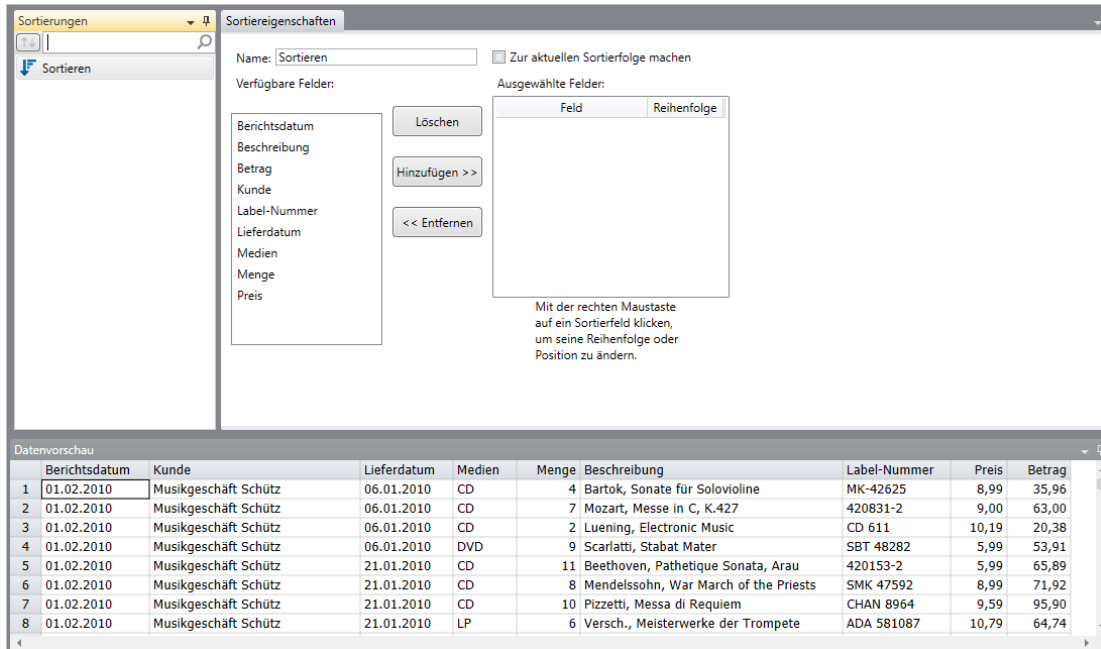 Sortierungen
Sortieren
Sortiereigenschaften
Name: Sortieren
Zur aktuellen Sortierfolge machen
Verfügbare Felder:
Ausgewählte Felder:
Berichtsdatum
Beschreibung
Betrag
Kunde
Label-Nummer
Lieferdatum
Medien
Menge
Preis
Löschen
Hinzufügen >>
<< Entfernen
Feld Reihenfolge
Mit der rechten Maustaste
auf ein Sortierfeld klicken,
um seine Reihenfolge oder
Position zu ändern.
Datenvorschau
Berichtsdatum Kunde Lieferdatum Medien Menge Beschreibung Label-Nummer Preis Betrag
1 01.02.2010 Musikgeschäft Schütz 06.01.2010 CD 4 Bartok, Sonate für Solovioline MK-42625 8,99 35,96
2 01.02.2010 Musikgeschäft Schütz 06.01.2010 CD 7 Mozart, Messe in C, K.427 420831-2 9,00 63,00
3 01.02.2010 Musikgeschäft Schütz 06.01.2010 CD 2 Luening, Electronic Music CD 611 10,19 20,38
4 01.02.2010 Musikgeschäft Schütz 06.01.2010 DVD 9 Scarlatti, Stabat Mater SBT 48282 5,99 53,91
5 01.02.2010 Musikgeschäft Schütz 21.01.2010 CD 11 Beethoven, Pathetique Sonata, Arau 420153-2 5,99 65,89
6 01.02.2010 Musikgeschäft Schütz 21.01.2010 CD 8 Mendelssohn, War March of the Priests SMK 47592 8,99 71,92
7 01.02.2010 Musikgeschäft Schütz 21.01.2010 CD 10 Pizzetti, Messa di Requiem CHAN 8964 9,59 95,90
8 01.02.2010 Musikgeschäft Schütz 21.01.2010 LP 6 Versch., Meisterwerke der Trompete ADA 581087 10,79 64,74